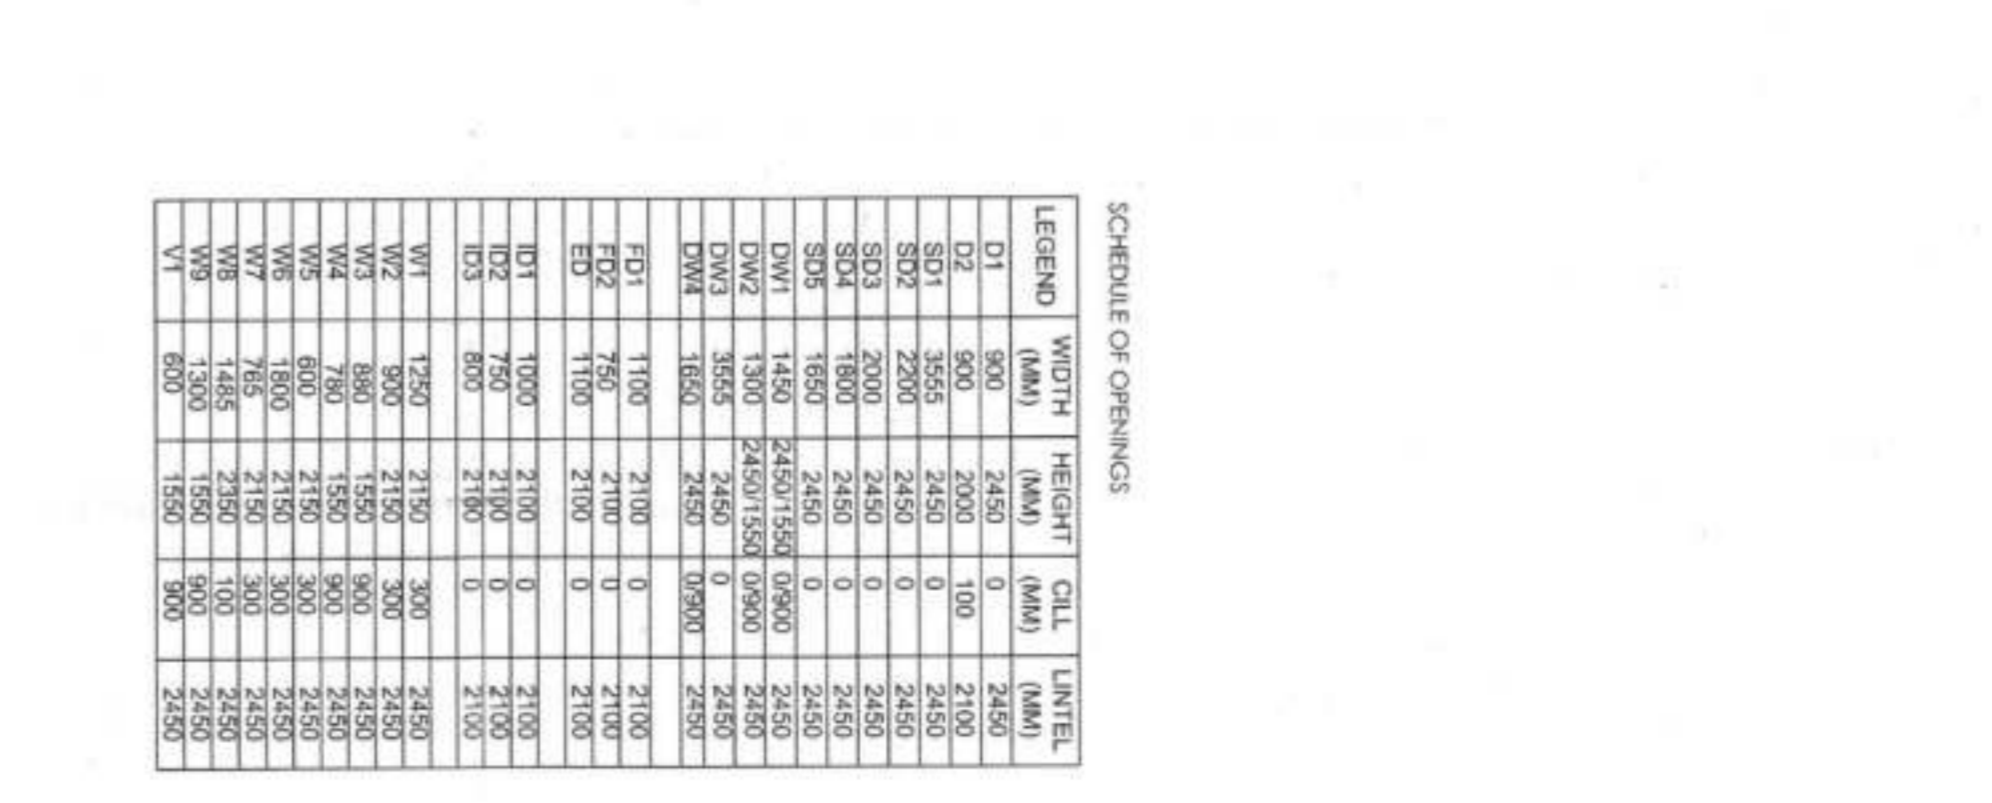 SCHEDULE OF OPENINGS
LEGEND WIDTH (MM) HEIGHT (MM) CILL (MM) LINTEL (MM)
D1 900 2450 0 2450
D2 900 2000 100 2100
SD1 3555 2450 0 2450
SD2 2200 2450 0 2450
SD3 2000 2450 0 2450
SD4 1800 2450 0 2450
SD5 1650 2450 0 2450
DW1 1450 2450/1550 0/900 2450
DW2 1300 2450/1550 0/900 2450
DW3 3555 2450 0 2450
DW4 1650 2450 0/900 2450
FD1 1100 2100 0 2100
FD2 750 2100 0 2100
ED 1100 2100 0 2100
ID1 1000 2100 0 2100
ID2 750 2100 0 2100
ID3 800 2100 0 2100
W1 1250 2150 300 2450
W2 900 2150 300 2450
W3 880 1550 900 2450
W4 780 1550 900 2450
W5 600 2150 300 2450
W6 1800 2150 300 2450
W7 765 2150 300 2450
W8 1485 2350 100 2450
W9 1300 1550 900 2450
V1 600 1550 900 2450